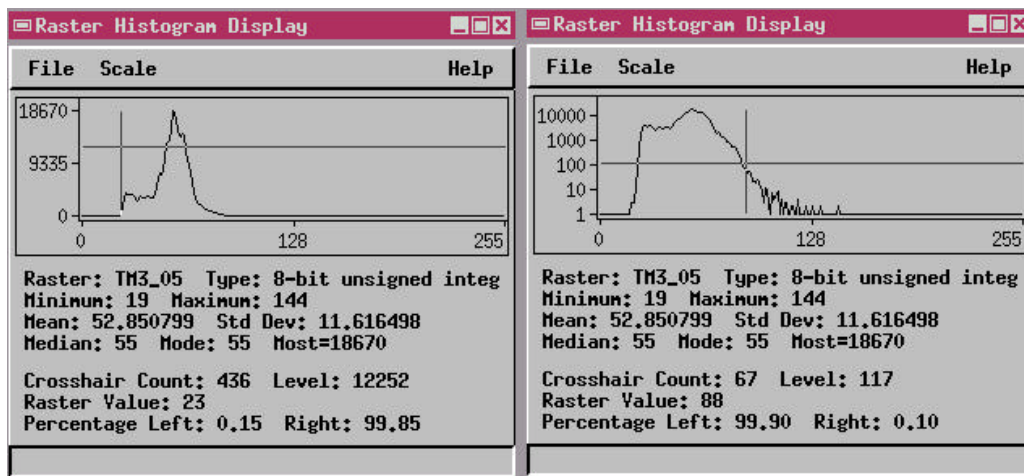 Raster Histogram Display
File Scale Help
18670
9335
0
0 128 255
Raster: TM3_05 Type: 8-bit unsigned integ
Minimum: 19 Maximum: 144
Mean: 52.850799 Std Dev: 11.616498
Median: 55 Mode: 55 Most=18670
Crosshair Count: 436 Level: 12252
Raster Value: 23
Percentage Left: 0.15 Right: 99.85
Raster Histogram Display
File Scale Help
10000
1000
100
10
1
0 128 255
Raster: TM3_05 Type: 8-bit unsigned integ
Minimum: 19 Maximum: 144
Mean: 52.850799 Std Dev: 11.616498
Median: 55 Mode: 55 Most=18670
Crosshair Count: 67 Level: 117
Raster Value: 88
Percentage Left: 99.90 Right: 0.10